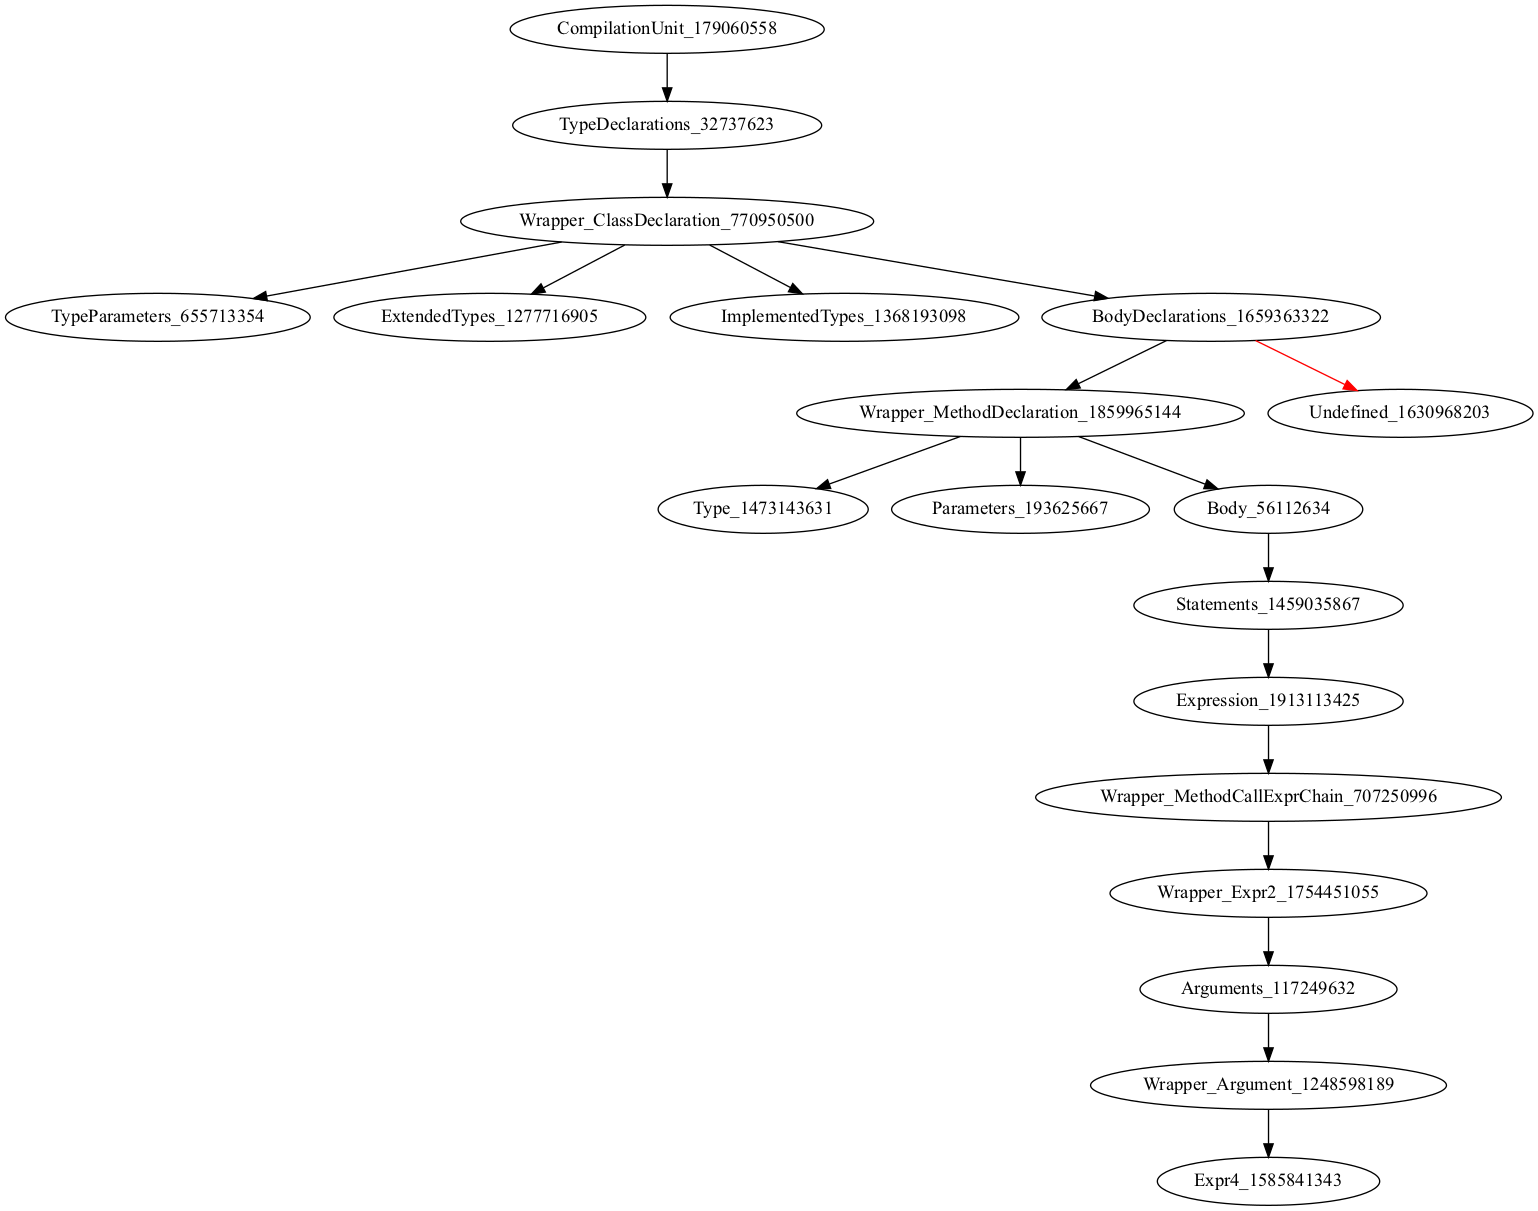 CompilationUnit_179060558
TypeDeclarations_32737623
Wrapper_ClassDeclaration_770950500
TypeParameters_655713354
ExtendedTypes_1277716905
ImplementedTypes_1368193098
BodyDeclarations_1659363322
Wrapper_MethodDeclaration_1859965144
Undefined_1630968203
Type_1473143631
Parameters_193625667
Body_56112634
Statements_1459035867
Expression_1913113425
Wrapper_MethodCallExprChain_707250996
Wrapper_Expr2_1754451055
Arguments_117249632
Wrapper_Argument_1248598189
Expr4_1585841343